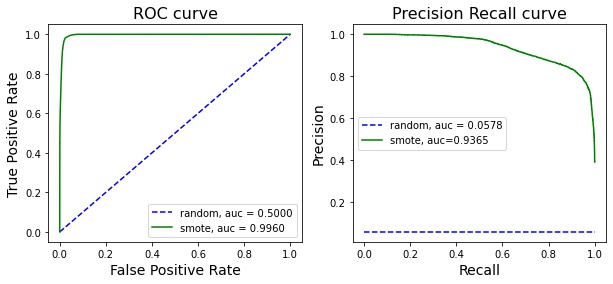 ROC curve
True Positive Rate
1.0
0.8
0.6
0.4
0.2
0.0
random, auc = 0.5000
smote, auc = 0.9960
0.0 0.2 0.4 0.6 0.8 1.0
False Positive Rate
Precision Recall curve
Precision
1.0
0.8
0.6
0.4
0.2
random, auc = 0.0578
smote, auc=0.9365
0.0 0.2 0.4 0.6 0.8 1.0
Recall